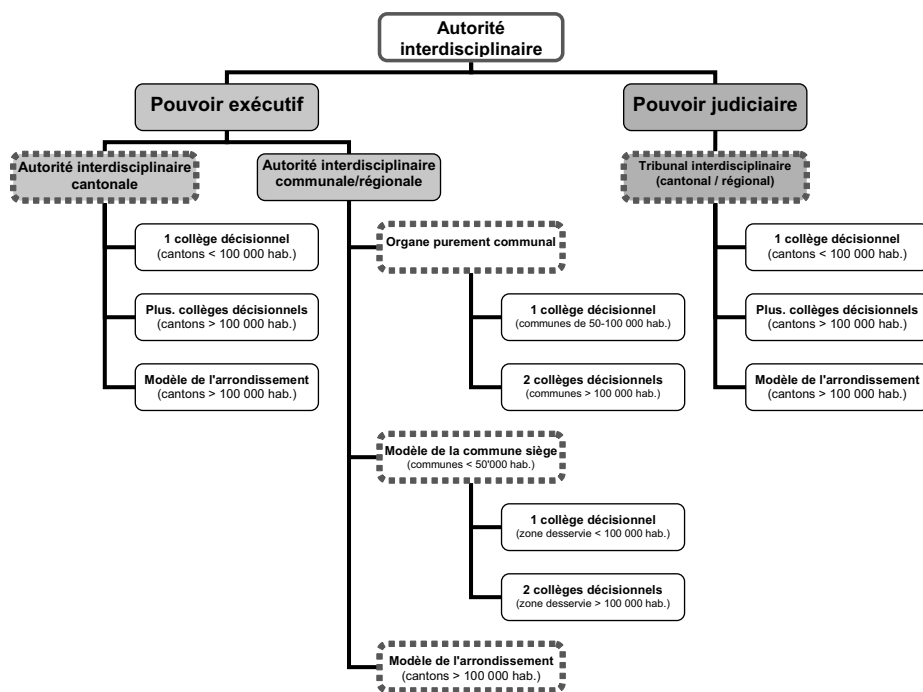 Autorité
interdisciplinaire
Pouvoir exécutif
Pouvoir judiciaire
Autorité interdisciplinaire
cantonale
Autorité interdisciplinaire
communale/régionale
Tribunal interdisciplinaire
(cantonal / régional)
1 collège décisionnel
(cantons < 100 000 hab.)
Plus. collèges décisionnels
(cantons > 100 000 hab.)
Modèle de l'arrondissement
(cantons > 100 000 hab.)
Organe purement communal
1 collège décisionnel
(communes de 50-100 000 hab.)
2 collèges décisionnels
(communes > 100 000 hab.)
Modèle de la commune siège
(communes < 50'000 hab.)
1 collège décisionnel
(zone desservie < 100 000 hab.)
2 collèges décisionnels
(zone desservie > 100 000 hab.)
Modèle de l'arrondissement
(cantons > 100 000 hab.)
1 collège décisionnel
(cantons < 100 000 hab.)
Plus. collèges décisionnels
(cantons > 100 000 hab.)
Modèle de l'arrondissement
(cantons > 100 000 hab.)